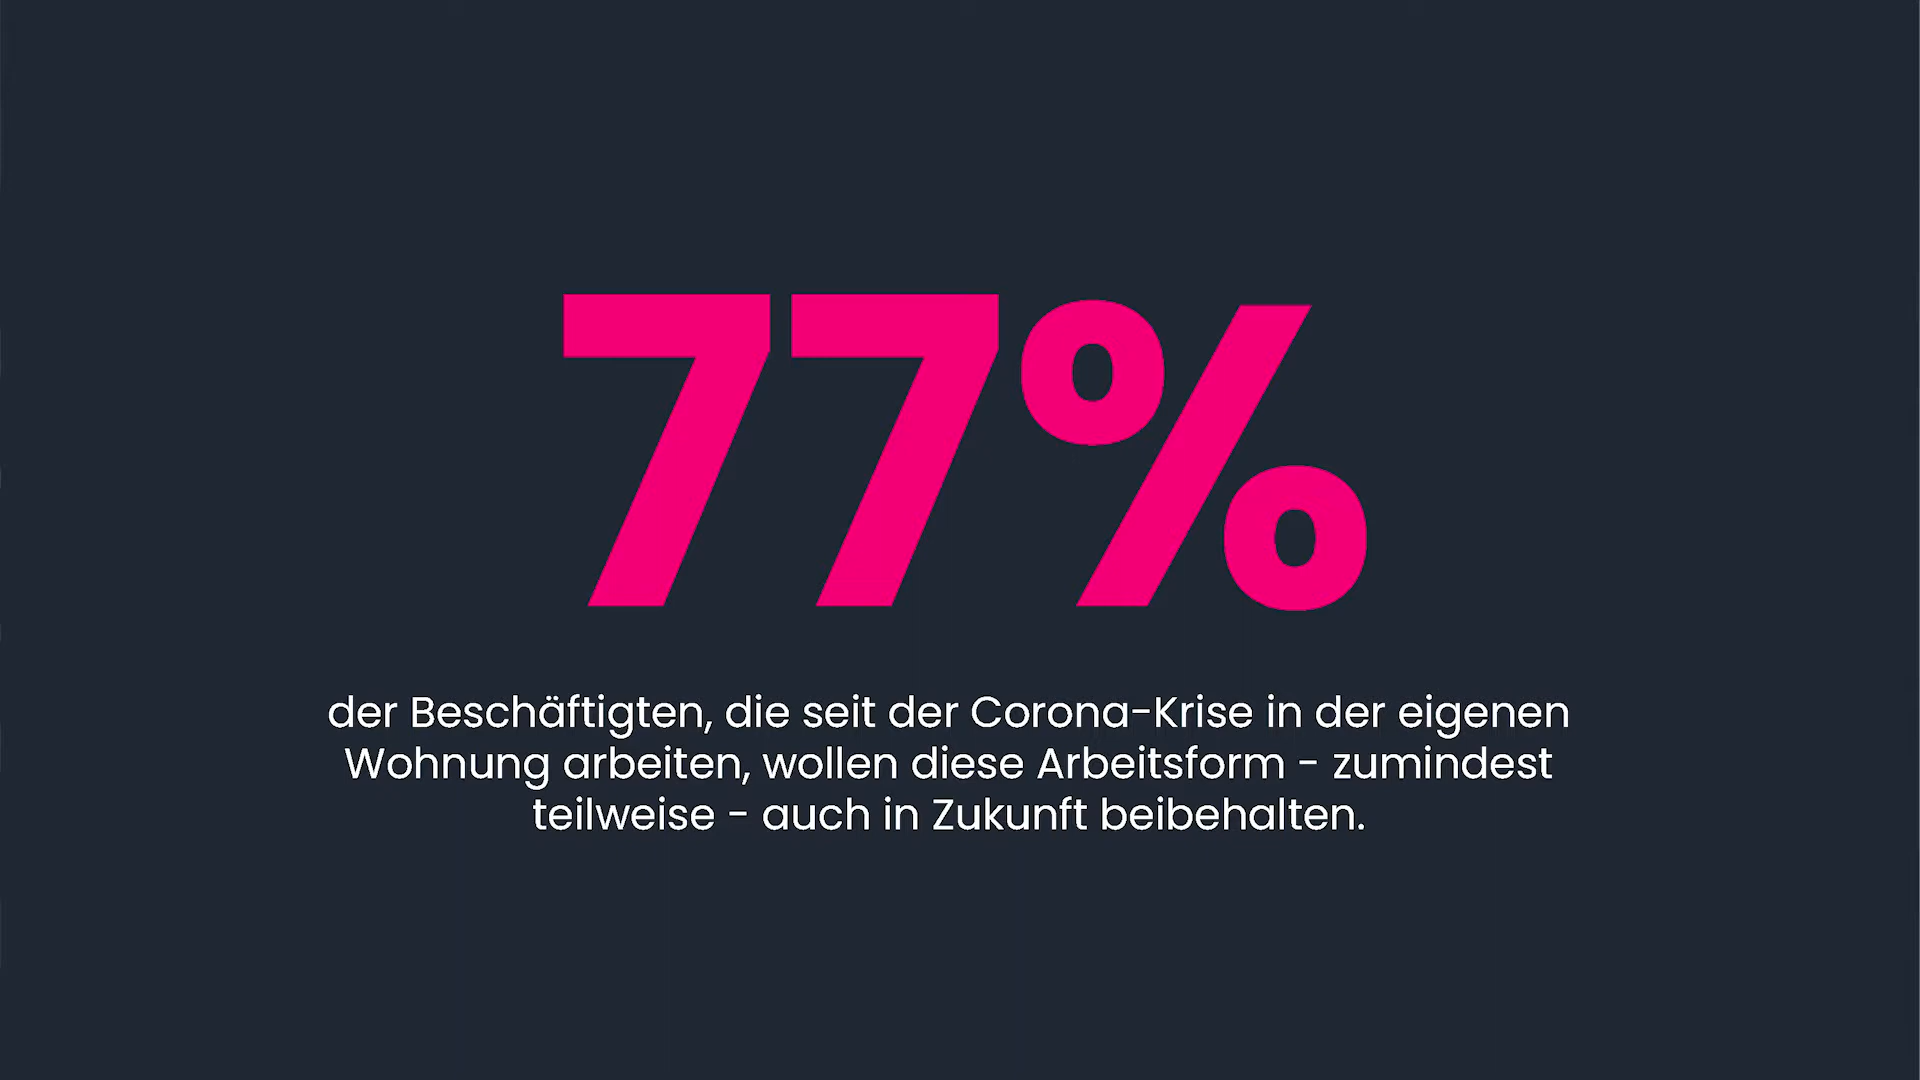 77%
der Beschäftigten, die seit der Corona-Krise in der eigenen
Wohnung arbeiten, wollen diese Arbeitsform - zumindest
teilweise - auch in Zukunft beibehalten.